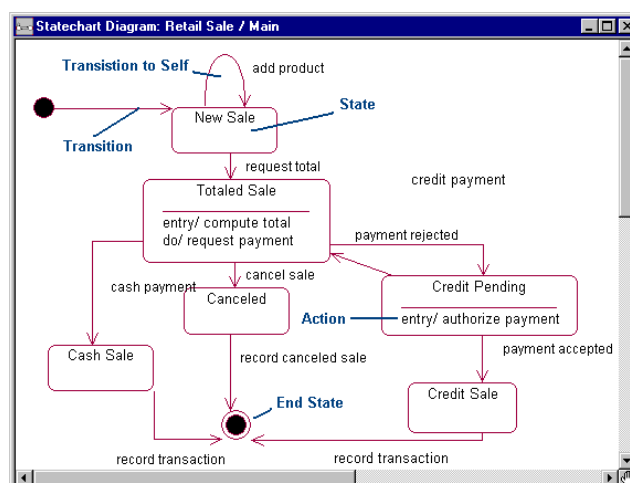 Statechart Diagram: Retail Sale / Main
Transistion to Self
add product
New Sale
State
Transition
request total
credit payment
Totaled Sale
entry/ compute total
do/ request payment
payment rejected
cancel sale
cash payment
Canceled
Credit Pending
Action
entry/ authorize payment
Cash Sale
record canceled sale
payment accepted
Credit Sale
End State
record transaction
record transaction